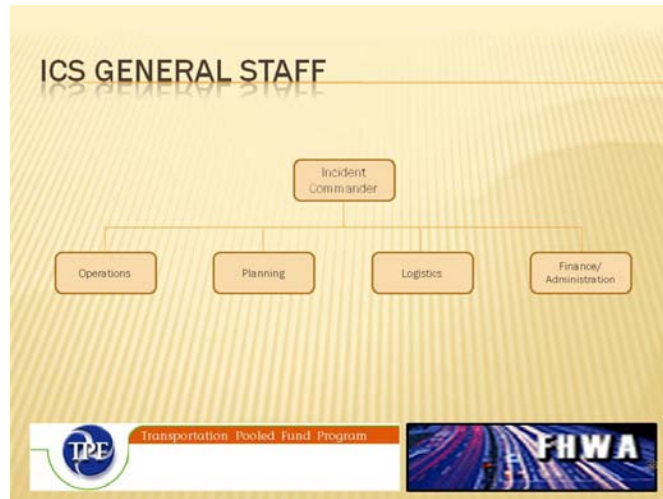 ICS GENERAL STAFF
Incident
Commander
Operations
Planning
Logistics
Finance/
Administration
TPF
Transportation Pooled Fund Program
FHWA